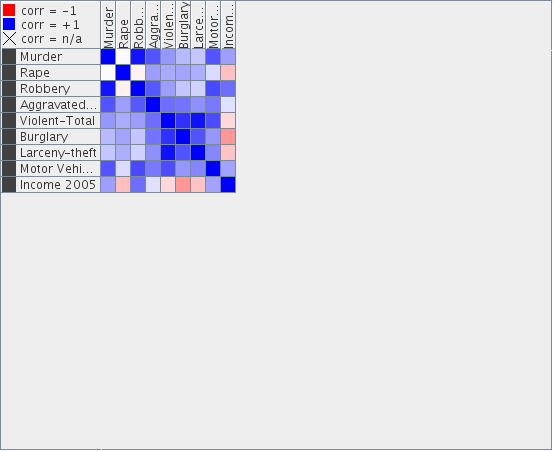 corr = -1
corr = +1
corr = n/a
Murder
Rape
Robb...
Aggra...
Violen...
Burglary
Larce...
Motor...
Incom...
Murder
Rape
Robbery
Aggravated...
Violent-Total
Burglary
Larceny-theft
Motor Vehi...
Income 2005